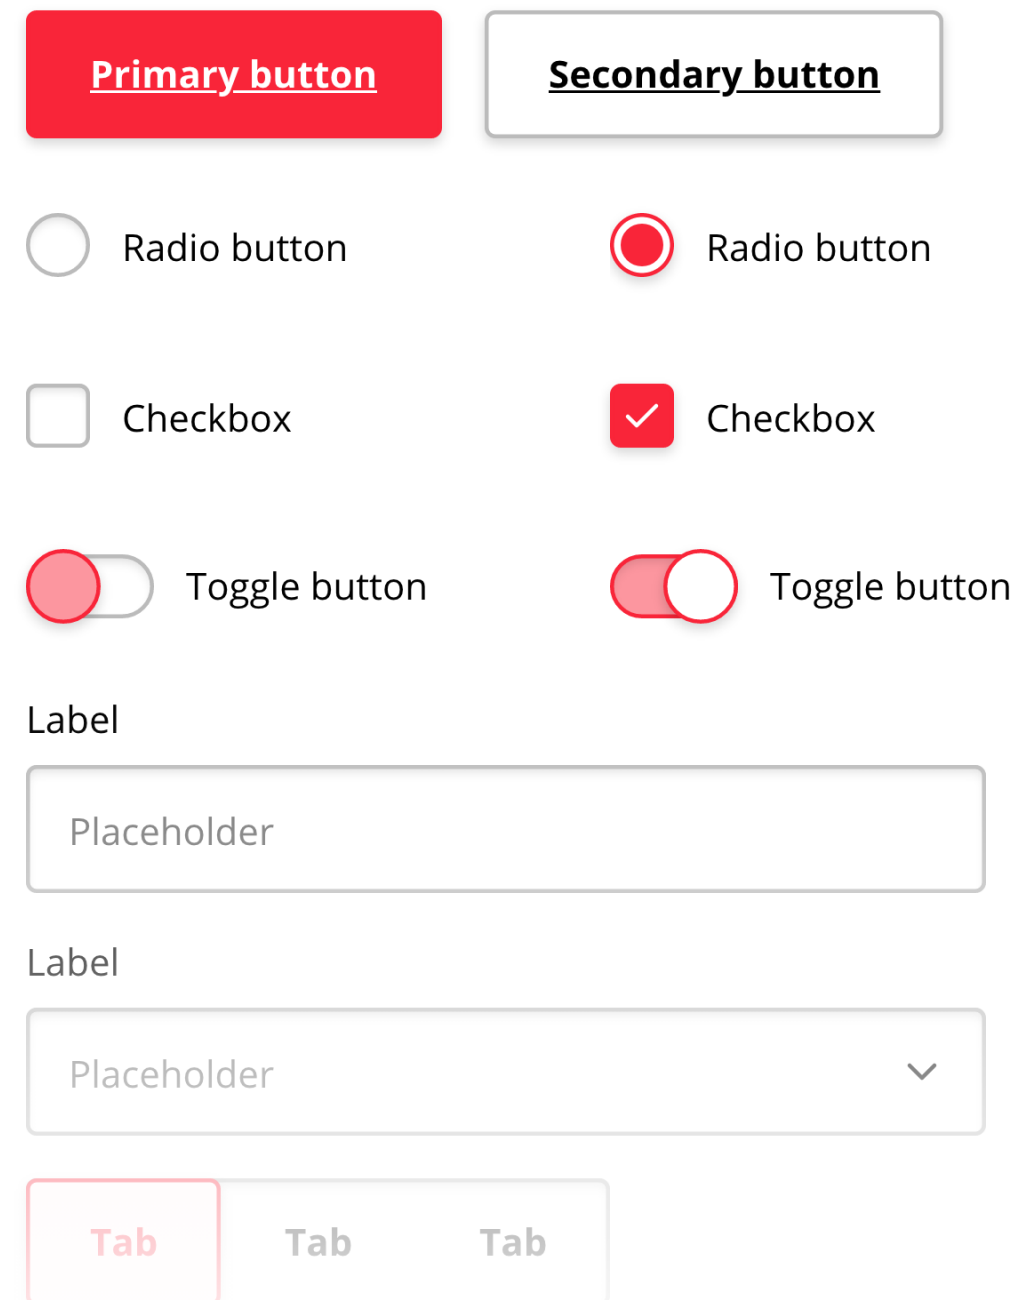 Primary button
Secondary button
Radio button
Radio button
Checkbox
Checkbox
Toggle button
Toggle button
Label
Placeholder
Label
Placeholder
Tab Tab Tab